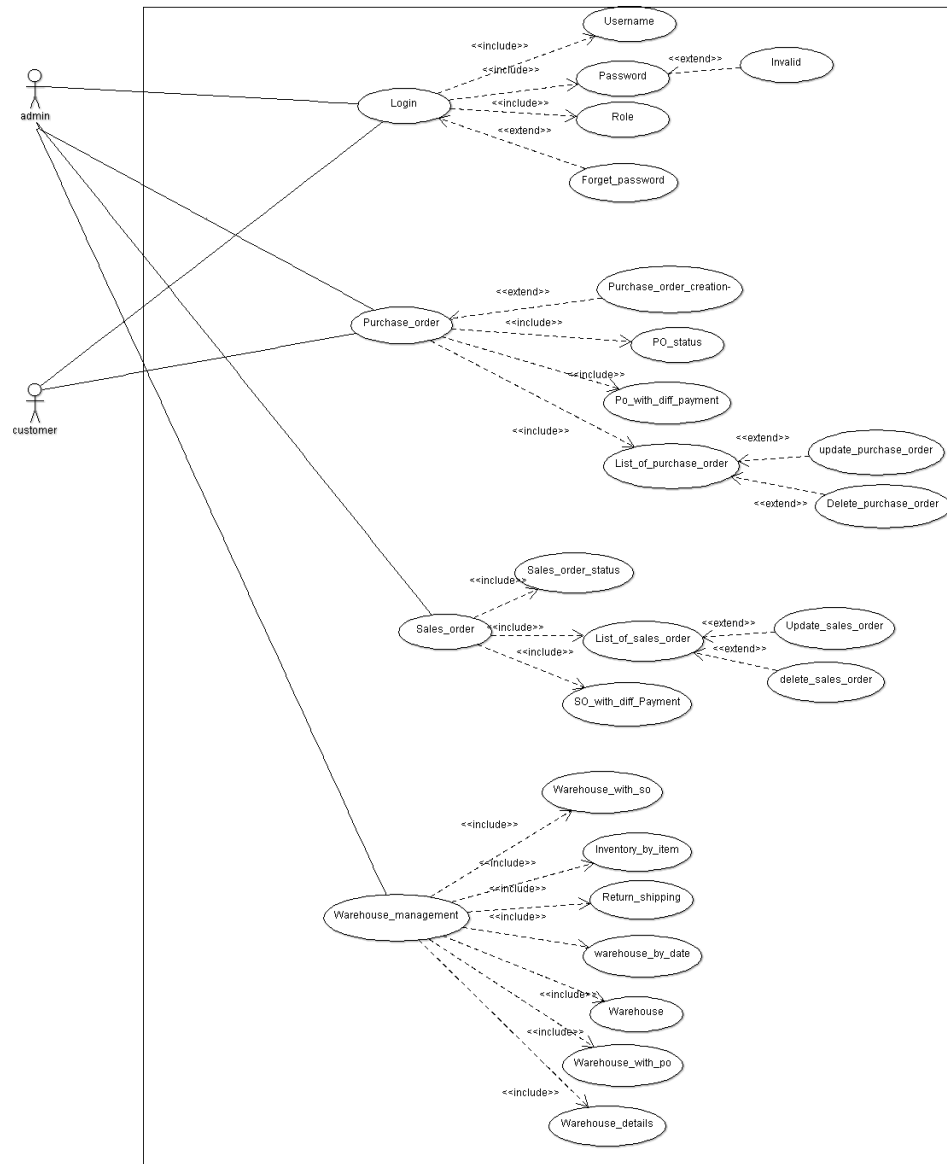 Username
<<include>>
<<include>>
<<extend>>
Invalid
Password
admin
Login
<<include>>
Role
<<extend>>
Forget_password
Purchase_order_creation-
<<extend>>
Purchase_order
<<include>>
PO_status
<<include>>
Po_with_diff_payment
customer
<<include>>
<<extend>>
update_purchase_order
List_of_purchase_order
<<extend>>
Delete_purchase_order
Sales_order_status
<<include>>
Sales_order
<<include>>
List_of_sales_order
<<extend>>
Update_sales_order
<<extend>>
<<include>>
delete_sales_order
SO_with_diff_Payment
Warehouse_with_so
<<include>>
Inventory_by_item
<<include>>
Return_shipping
Warehouse_management
<<include>>
warehouse_by_date
<<include>>
Warehouse
<<include>>
Warehouse_with_po
<<include>>
Warehouse_details